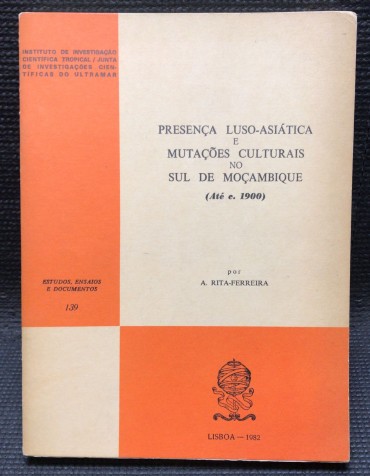 INSTITUTO DE INVESTIGAÇÃO
CIENTÍFICA TROPICAL / JUNTA
DE INVESTIGAÇÕES CIEN-
TÍFICAS DO ULTRAMAR
PRESENÇA LUSO-ASIÁTICA
E
MUTAÇÕES CULTURAIS
NO
SUL DE MOÇAMBIQUE
(Até c. 1900)
por
A. RITA-FERREIRA
ESTUDOS, ENSAIOS
E DOCUMENTOS
139
LISBOA — 1982